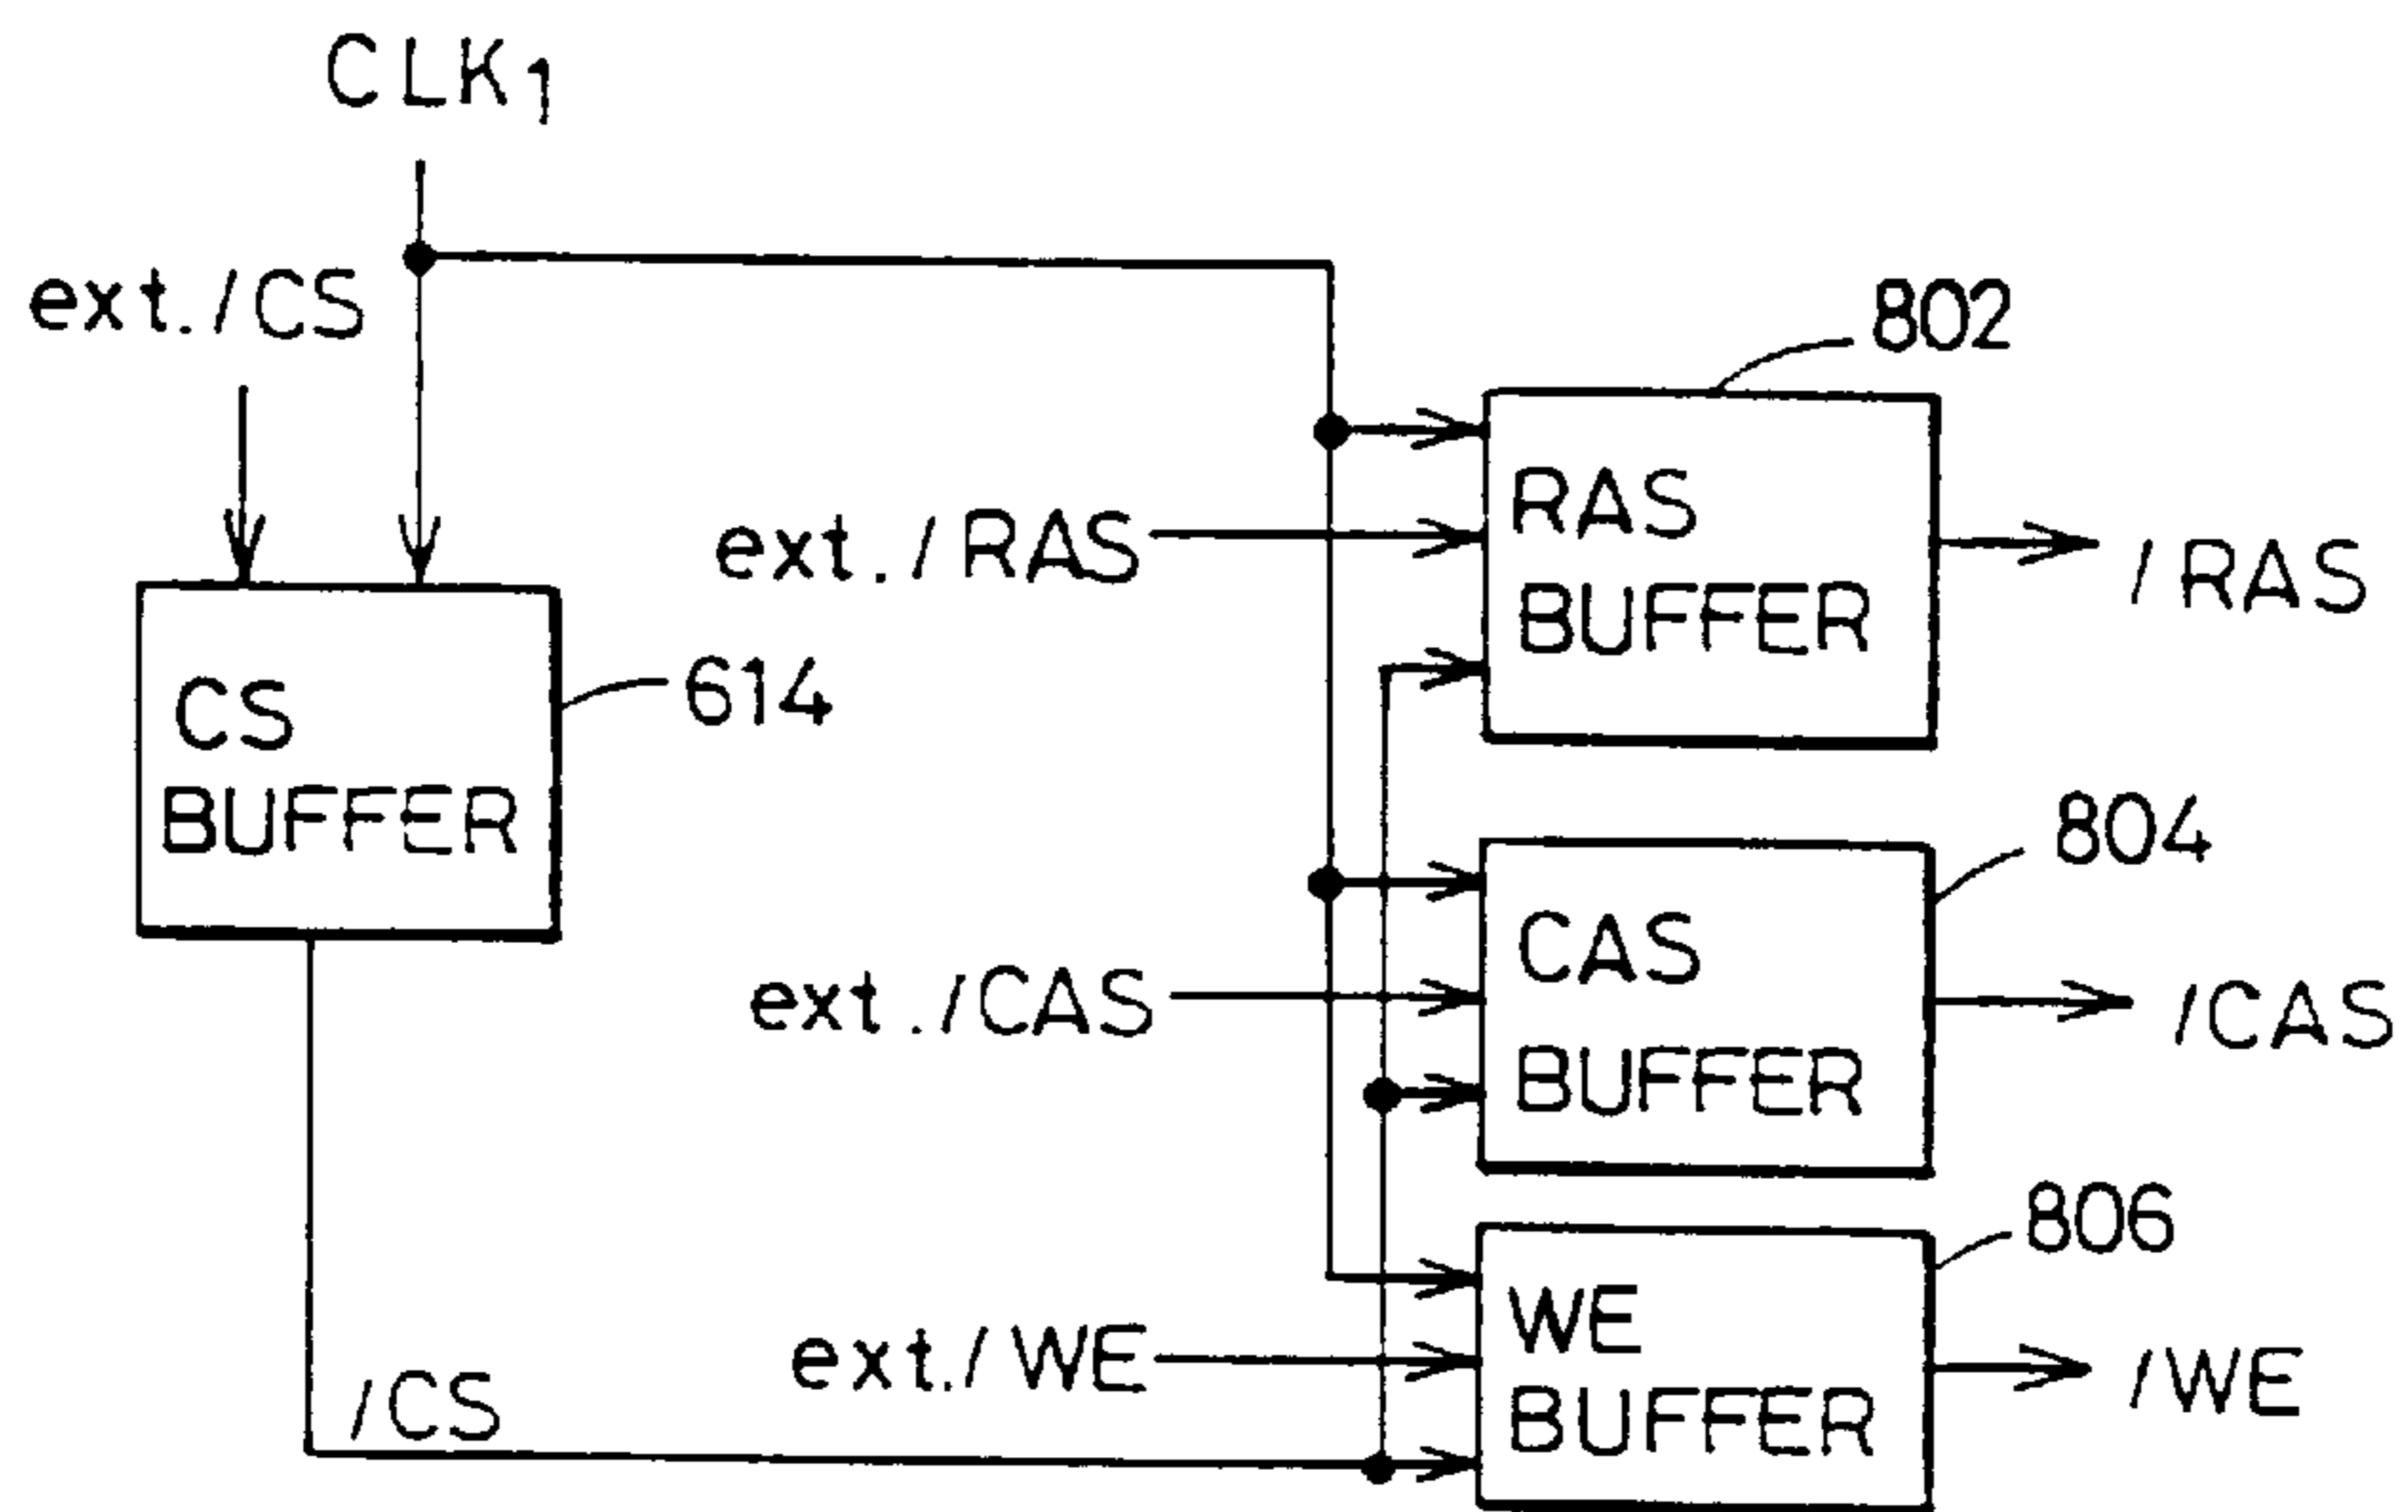 CLK1
ext./CS
802
ext./RAS
RAS
BUFFER
/RAS
CS
BUFFER
614
804
ext./CAS
CAS
BUFFER
/CAS
806
ext./WE
WE
BUFFER
/WE
/CS